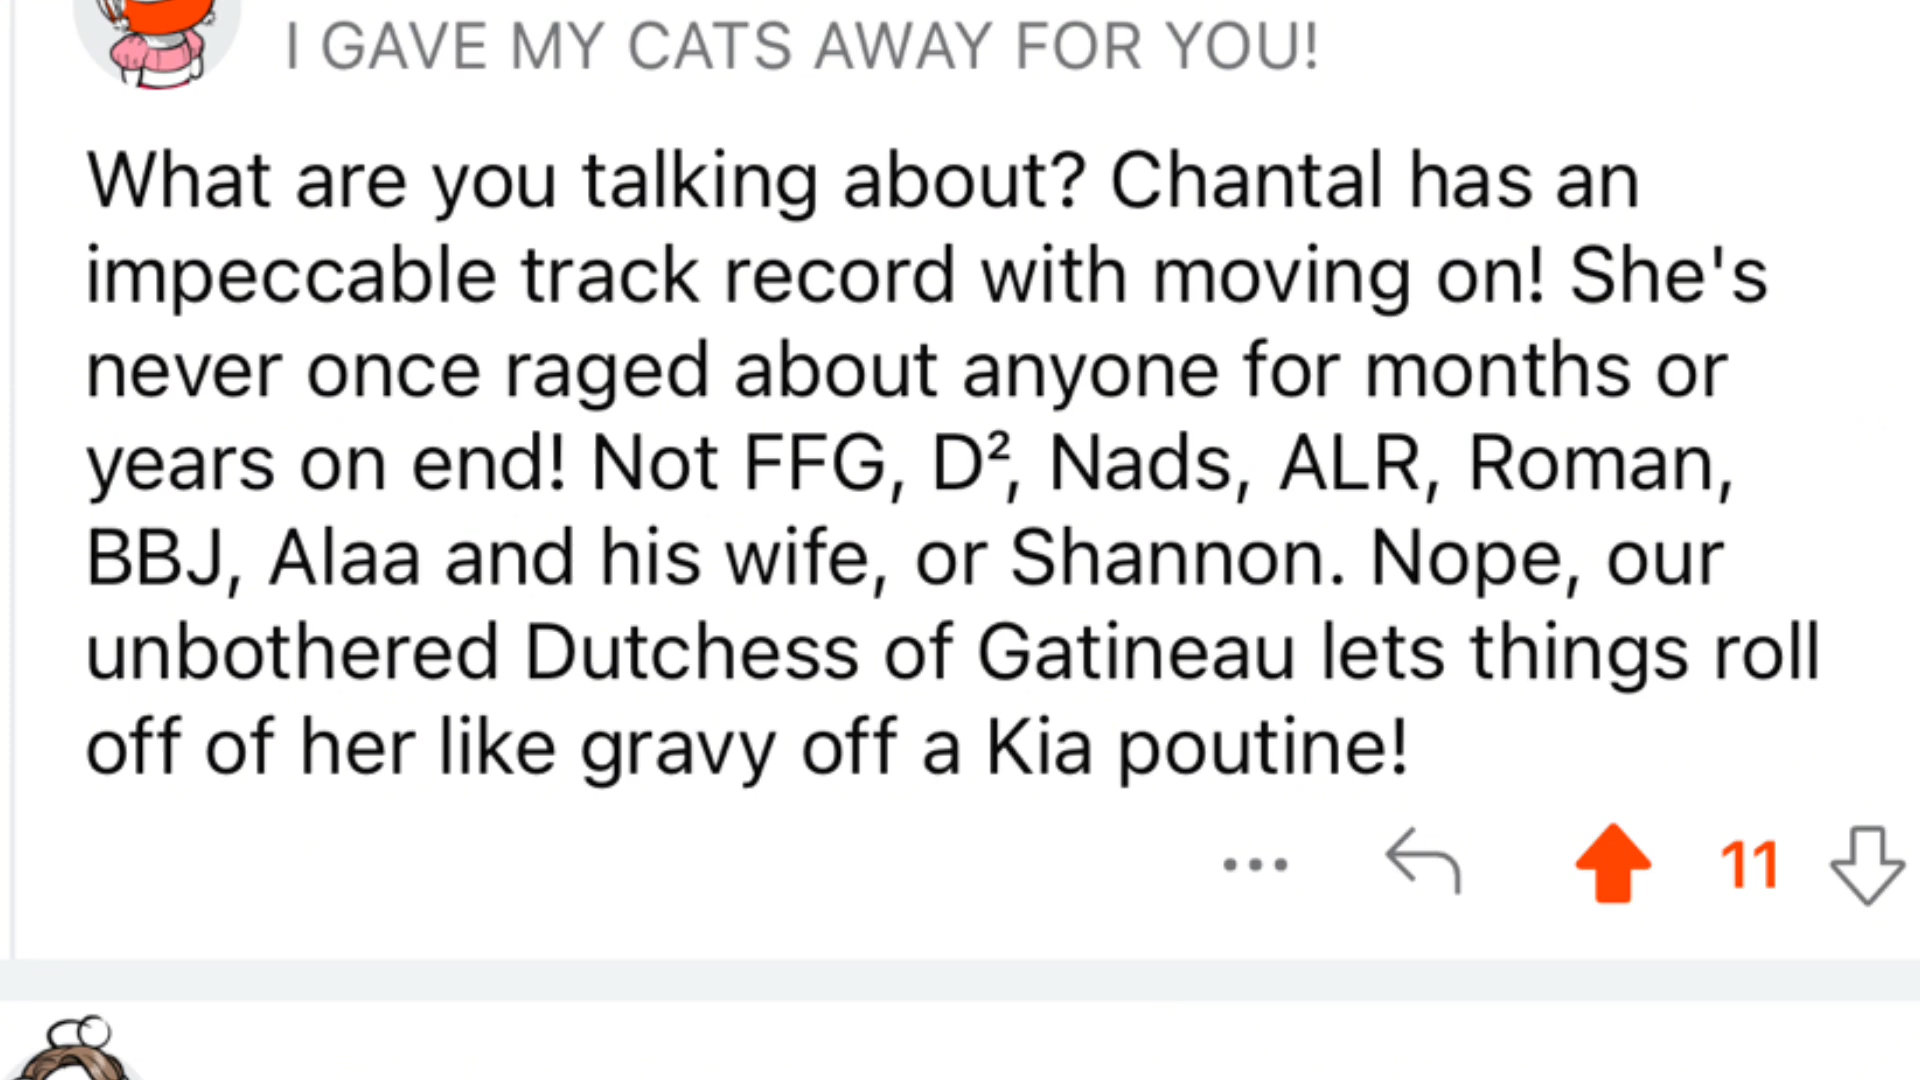 I GAVE MY CATS AWAY FOR YOU!
What are you talking about? Chantal has an
impeccable track record with moving on! She's
never once raged about anyone for months or
years on end! Not FFG, D², Nads, ALR, Roman,
BBJ, Alaa and his wife, or Shannon. Nope, our
unbothered Dutchess of Gatineau lets things roll
off of her like gravy off a Kia poutine!
11